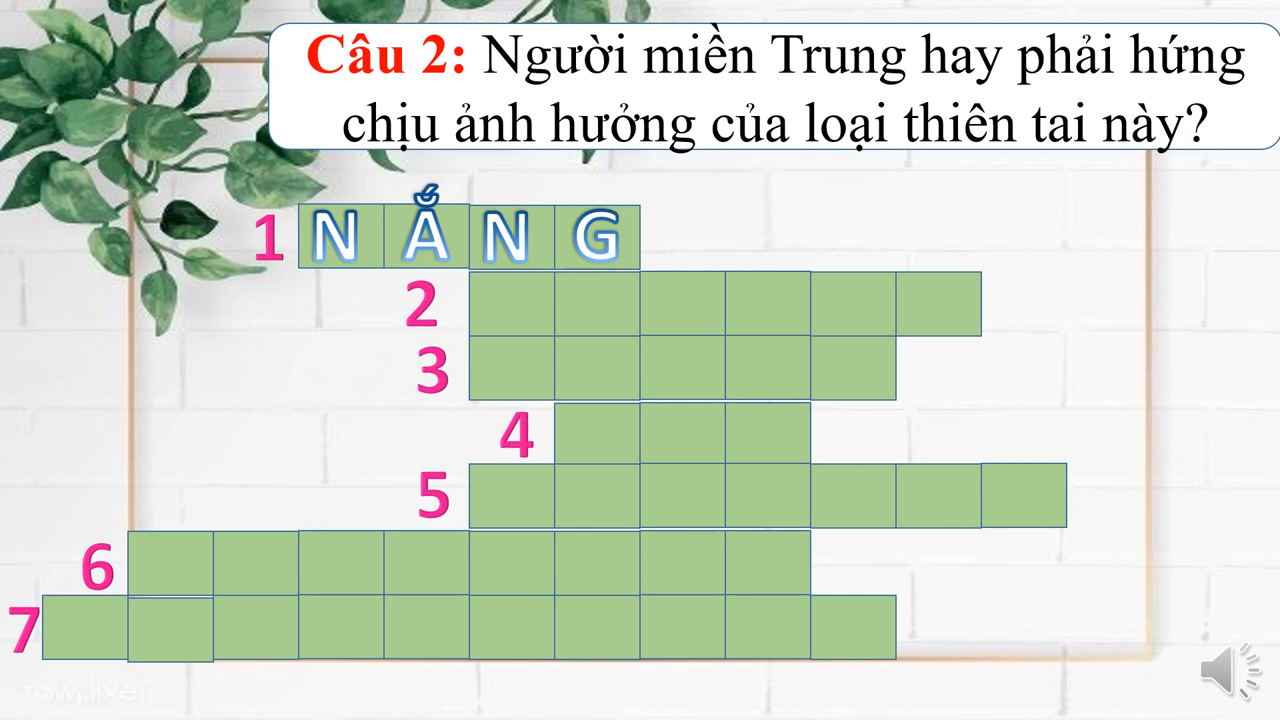 Câu 2: Người miền Trung hay phải hứng
chịu ảnh hưởng của loại thiên tai này?
1 N Ắ N G
2
3
4
5
6
7